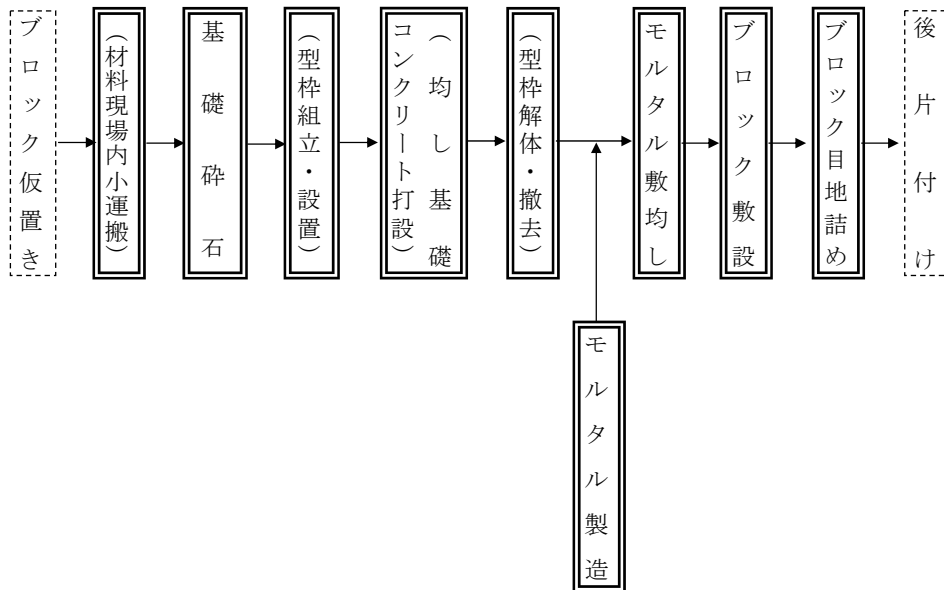 ブロック仮置き
（材料現場内小運搬）
基礎砕石
（型枠組立・設置）
（均し基礎
コンクリート打設）
（型枠解体・撤去）
モルタル敷均し
ブロック敷設
ブロック目地詰め
後片付け
モルタル製造